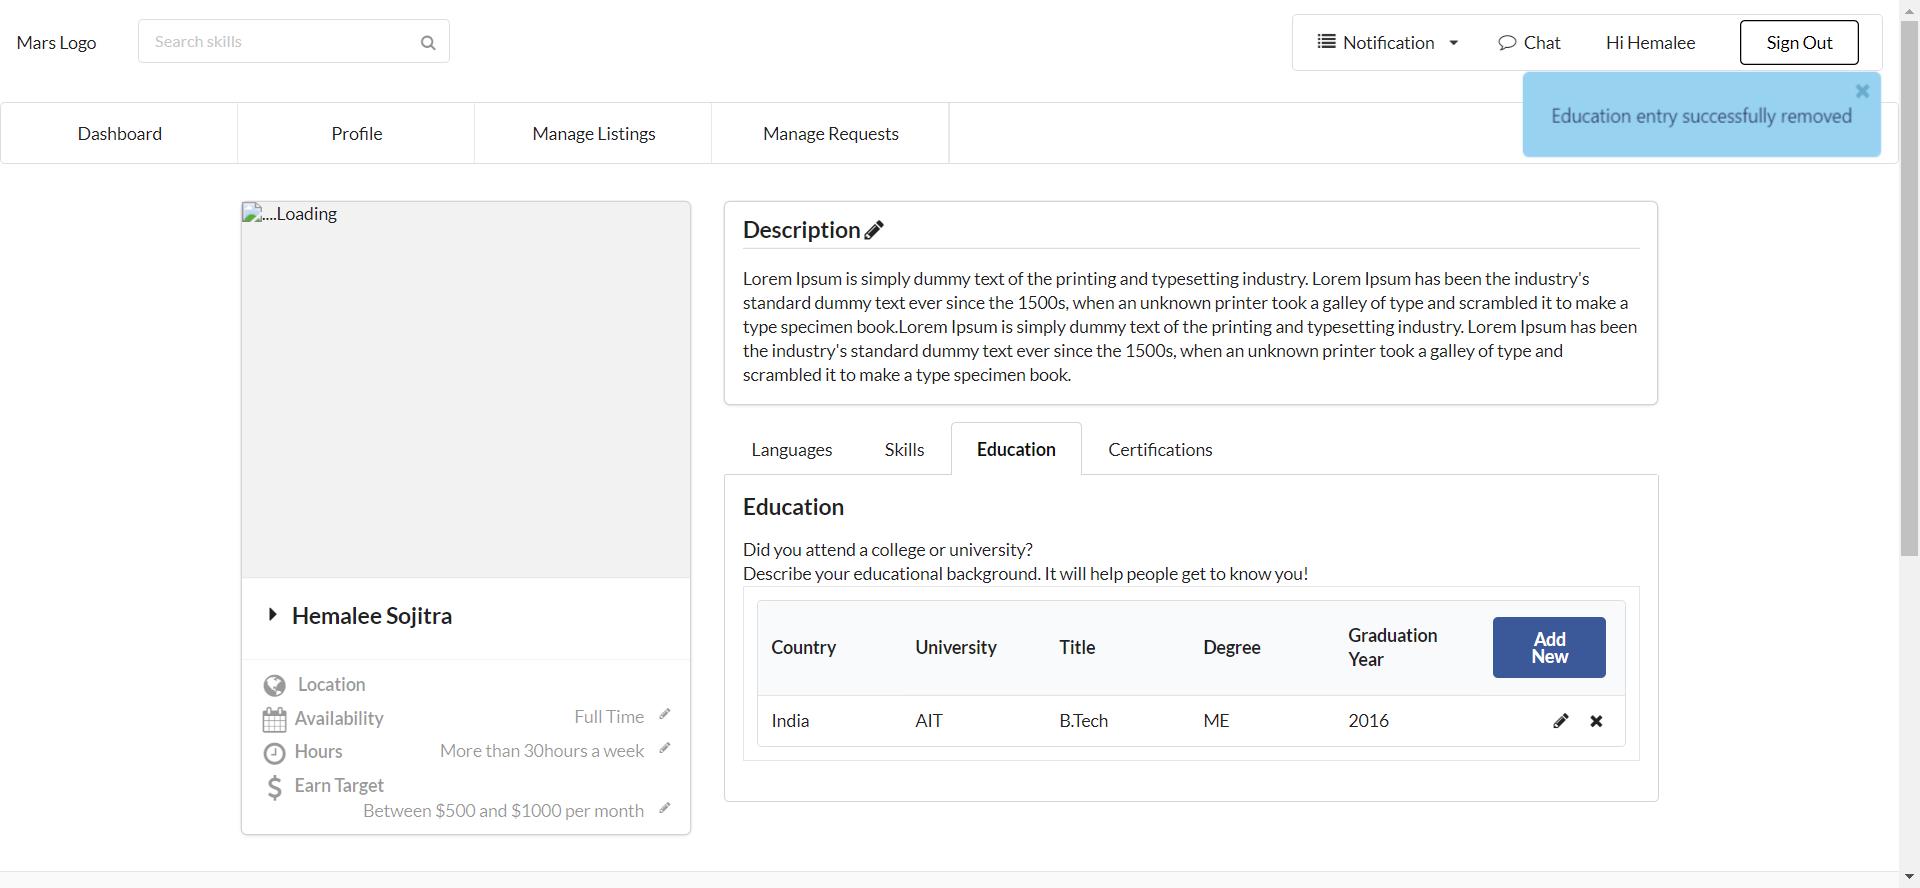 Mars Logo
Search skills
Notification
Chat
Hi Hemalee
Sign Out
Education entry successfully removed
Dashboard
Profile
Manage Listings
Manage Requests
....Loading
Hemalee Sojitra
Location
Availability
Full Time
Hours
More than 30hours a week
Earn Target
Between $500 and $1000 per month
Description
Lorem Ipsum is simply dummy text of the printing and typesetting industry. Lorem Ipsum has been the industry's
standard dummy text ever since the 1500s, when an unknown printer took a galley of type and scrambled it to make a
type specimen book.Lorem Ipsum is simply dummy text of the printing and typesetting industry. Lorem Ipsum has been
the industry's standard dummy text ever since the 1500s, when an unknown printer took a galley of type and
scrambled it to make a type specimen book.
Languages
Skills
Education
Certifications
Education
Did you attend a college or university?
Describe your educational background. It will help people get to know you!
Country
University
Title
Degree
Graduation
Year
Add
New
India
AIT
B.Tech
ME
2016